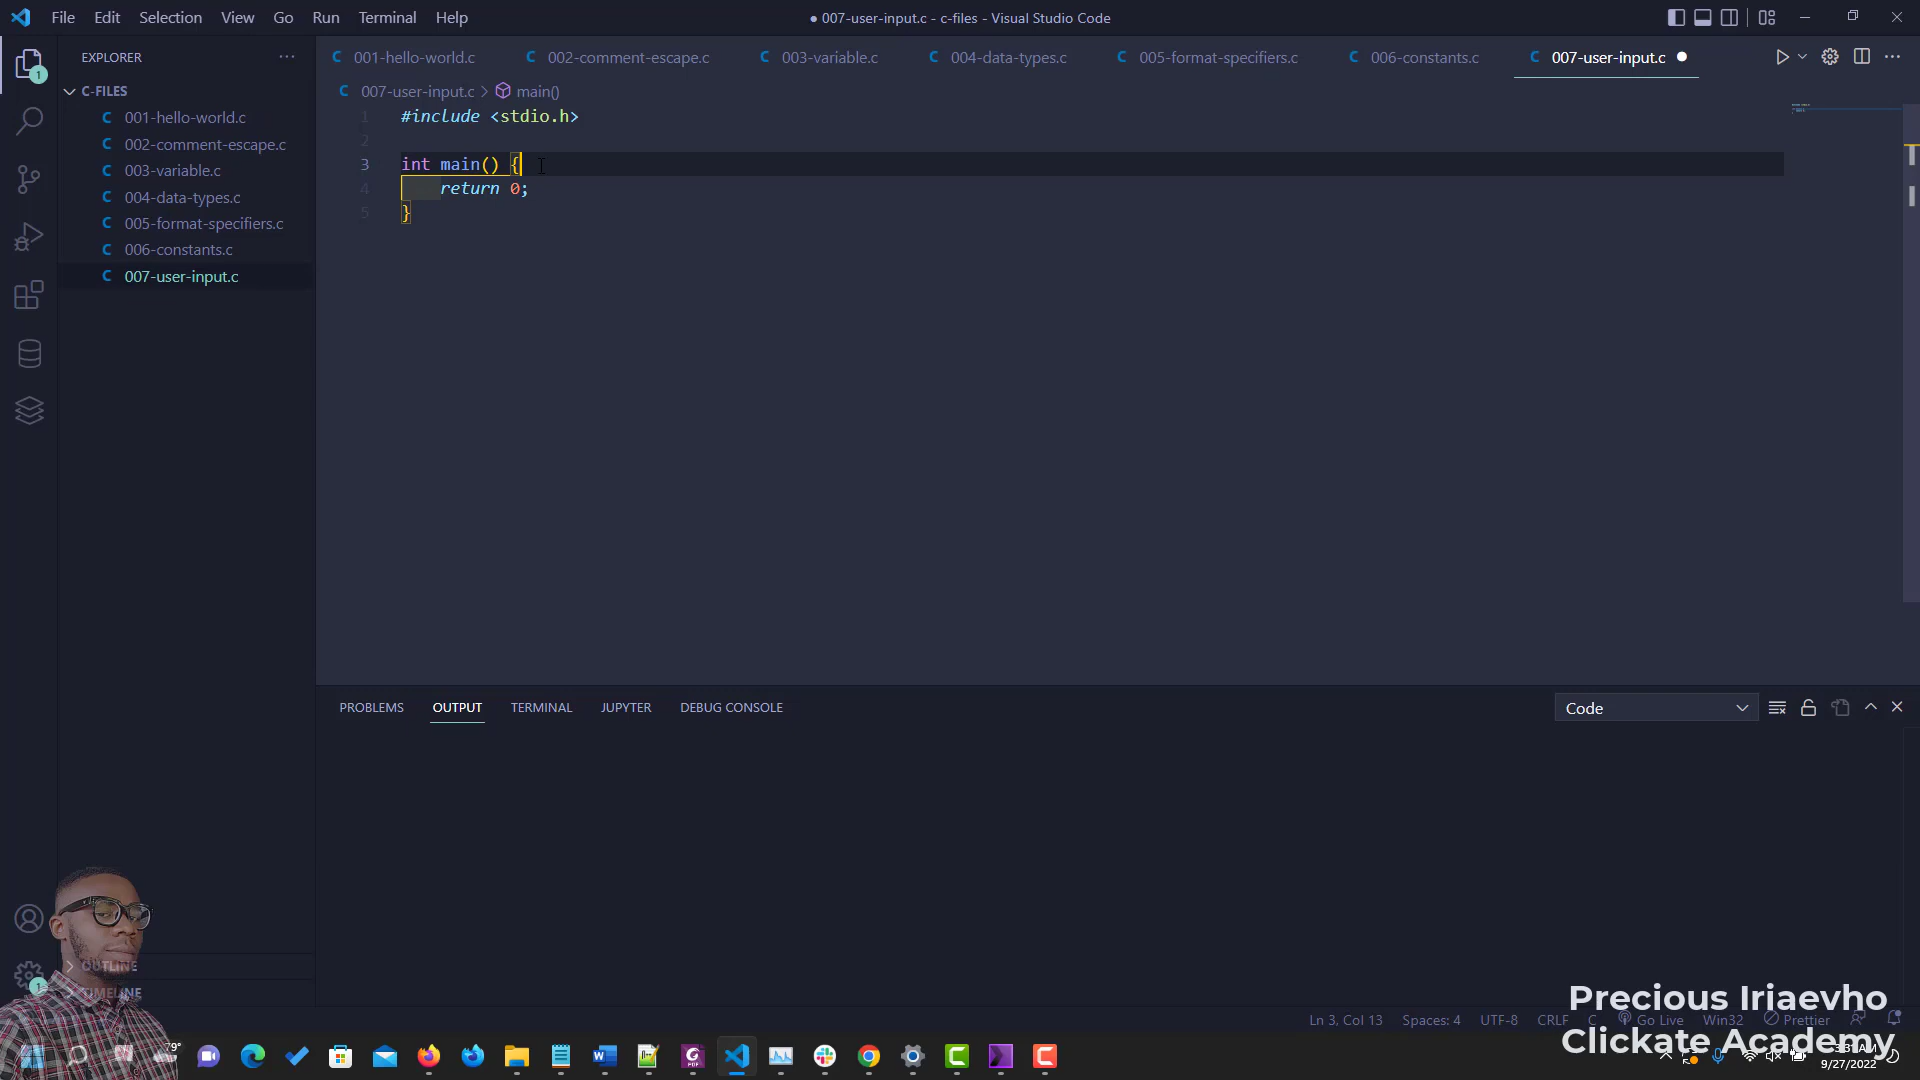 File Edit Selection View Go Run Terminal Help
● 007-user-input.c - c-files - Visual Studio Code
1
EXPLORER
C-FILES
C 001-hello-world.c
C 002-comment-escape.c
C 003-variable.c
C 004-data-types.c
C 005-format-specifiers.c
C 006-constants.c
C 007-user-input.c
OUTLINE
TIMELINE
1
C 001-hello-world.c C 002-comment-escape.c C 003-variable.c C 004-data-types.c C 005-format-specifiers.c C 006-constants.c C 007-user-input.c ●
C 007-user-input.c > main()
1 #include <stdio.h>
2
3 int main() {
4 return 0;
5 }
PROBLEMS OUTPUT TERMINAL JUPYTER DEBUG CONSOLE
Code
Ln 3, Col 13 Spaces: 4 UTF-8 CRLF C Go Live Win32 Prettier
Precious Iriaevho
Clickate Academy
79°
9/27/2022